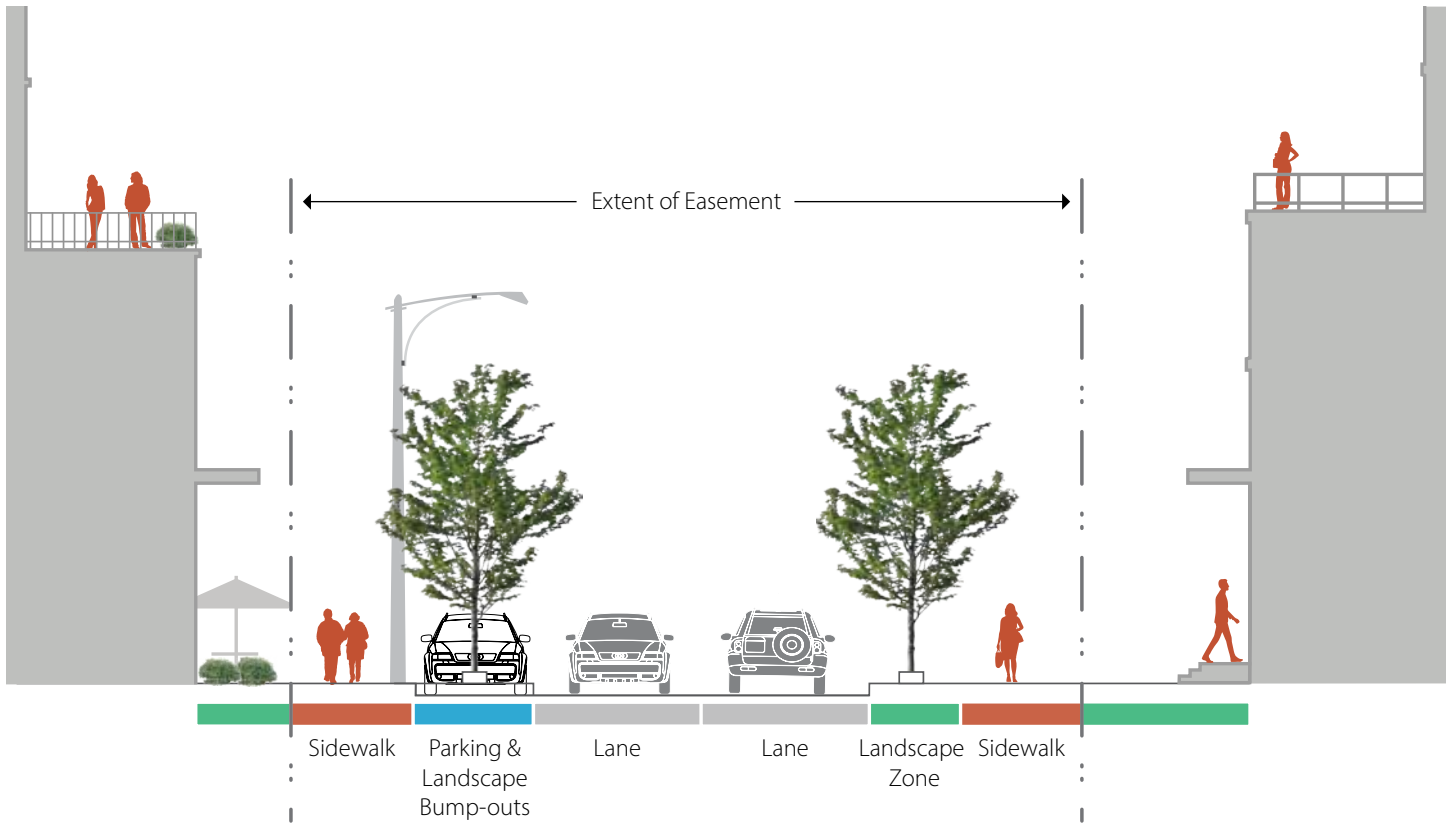 Extent of Easement
Sidewalk
Parking &
Landscape
Bump-outs
Lane
Lane
Landscape
Zone
Sidewalk